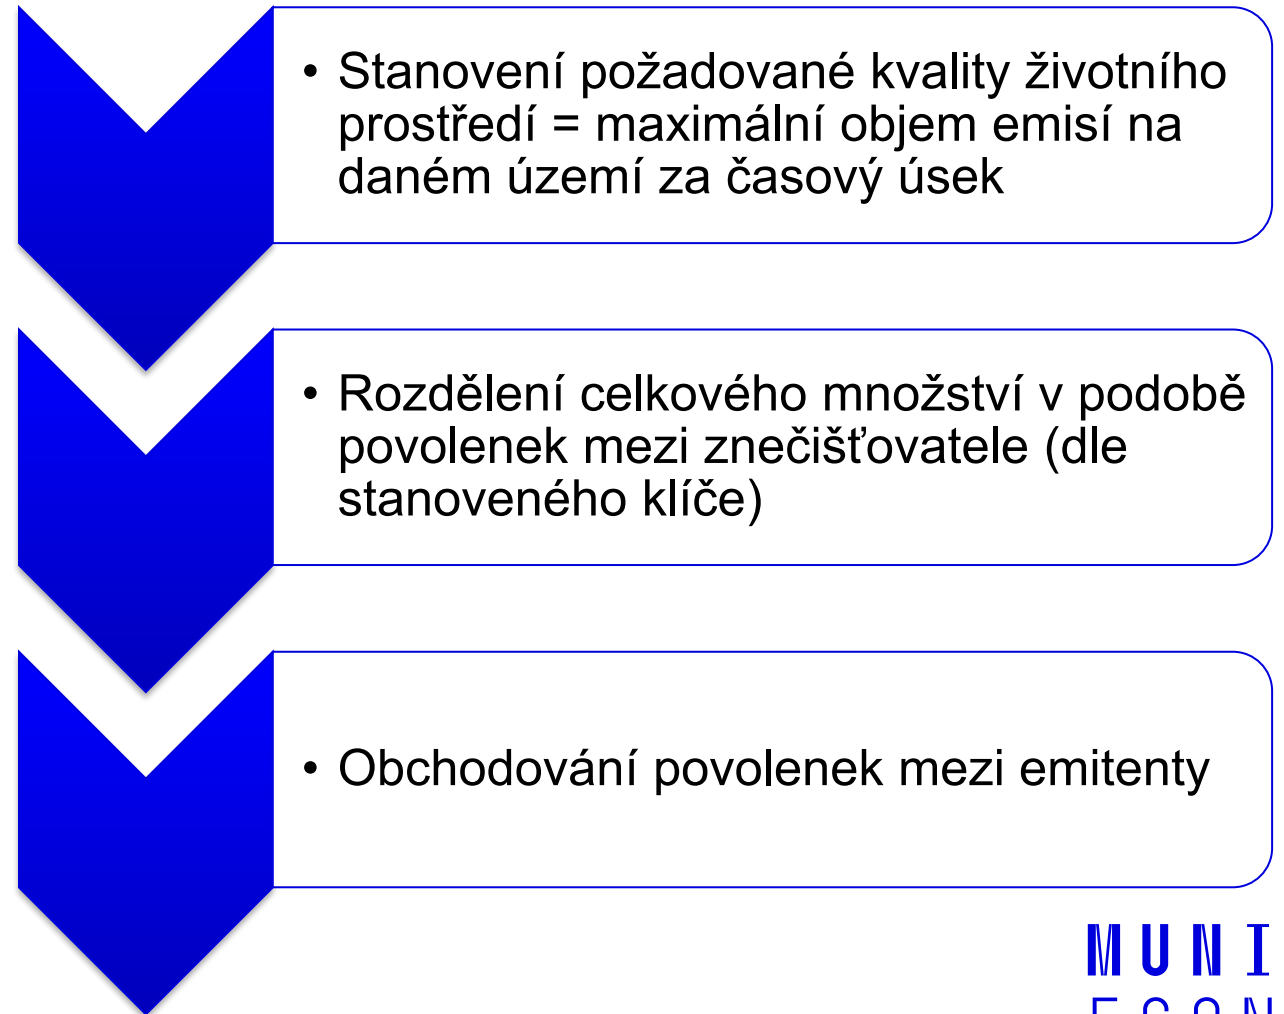 • Stanovení požadované kvality životního
prostředí = maximální objem emisí na
daném území za časový úsek
• Rozdělení celkového množství v podobě
povolenek mezi znečišťovatele (dle
stanoveného klíče)
• Obchodování povolenek mezi emitenty
MUNI
ECON